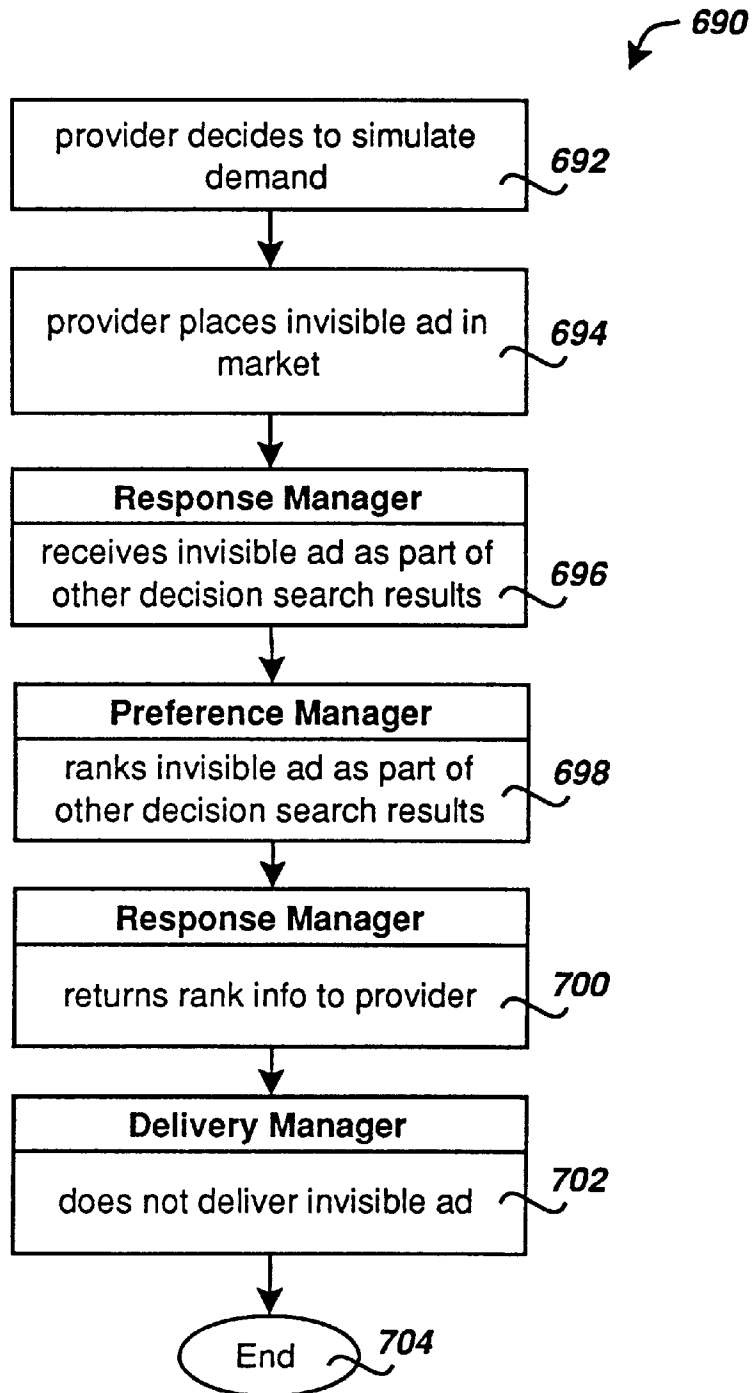 690
provider decides to simulate
demand
692
provider places invisible ad in
market
694
Response Manager
receives invisible ad as part of
other decision search results
696
Preference Manager
ranks invisible ad as part of
other decision search results
698
Response Manager
returns rank info to provider
700
Delivery Manager
does not deliver invisible ad
702
End
704